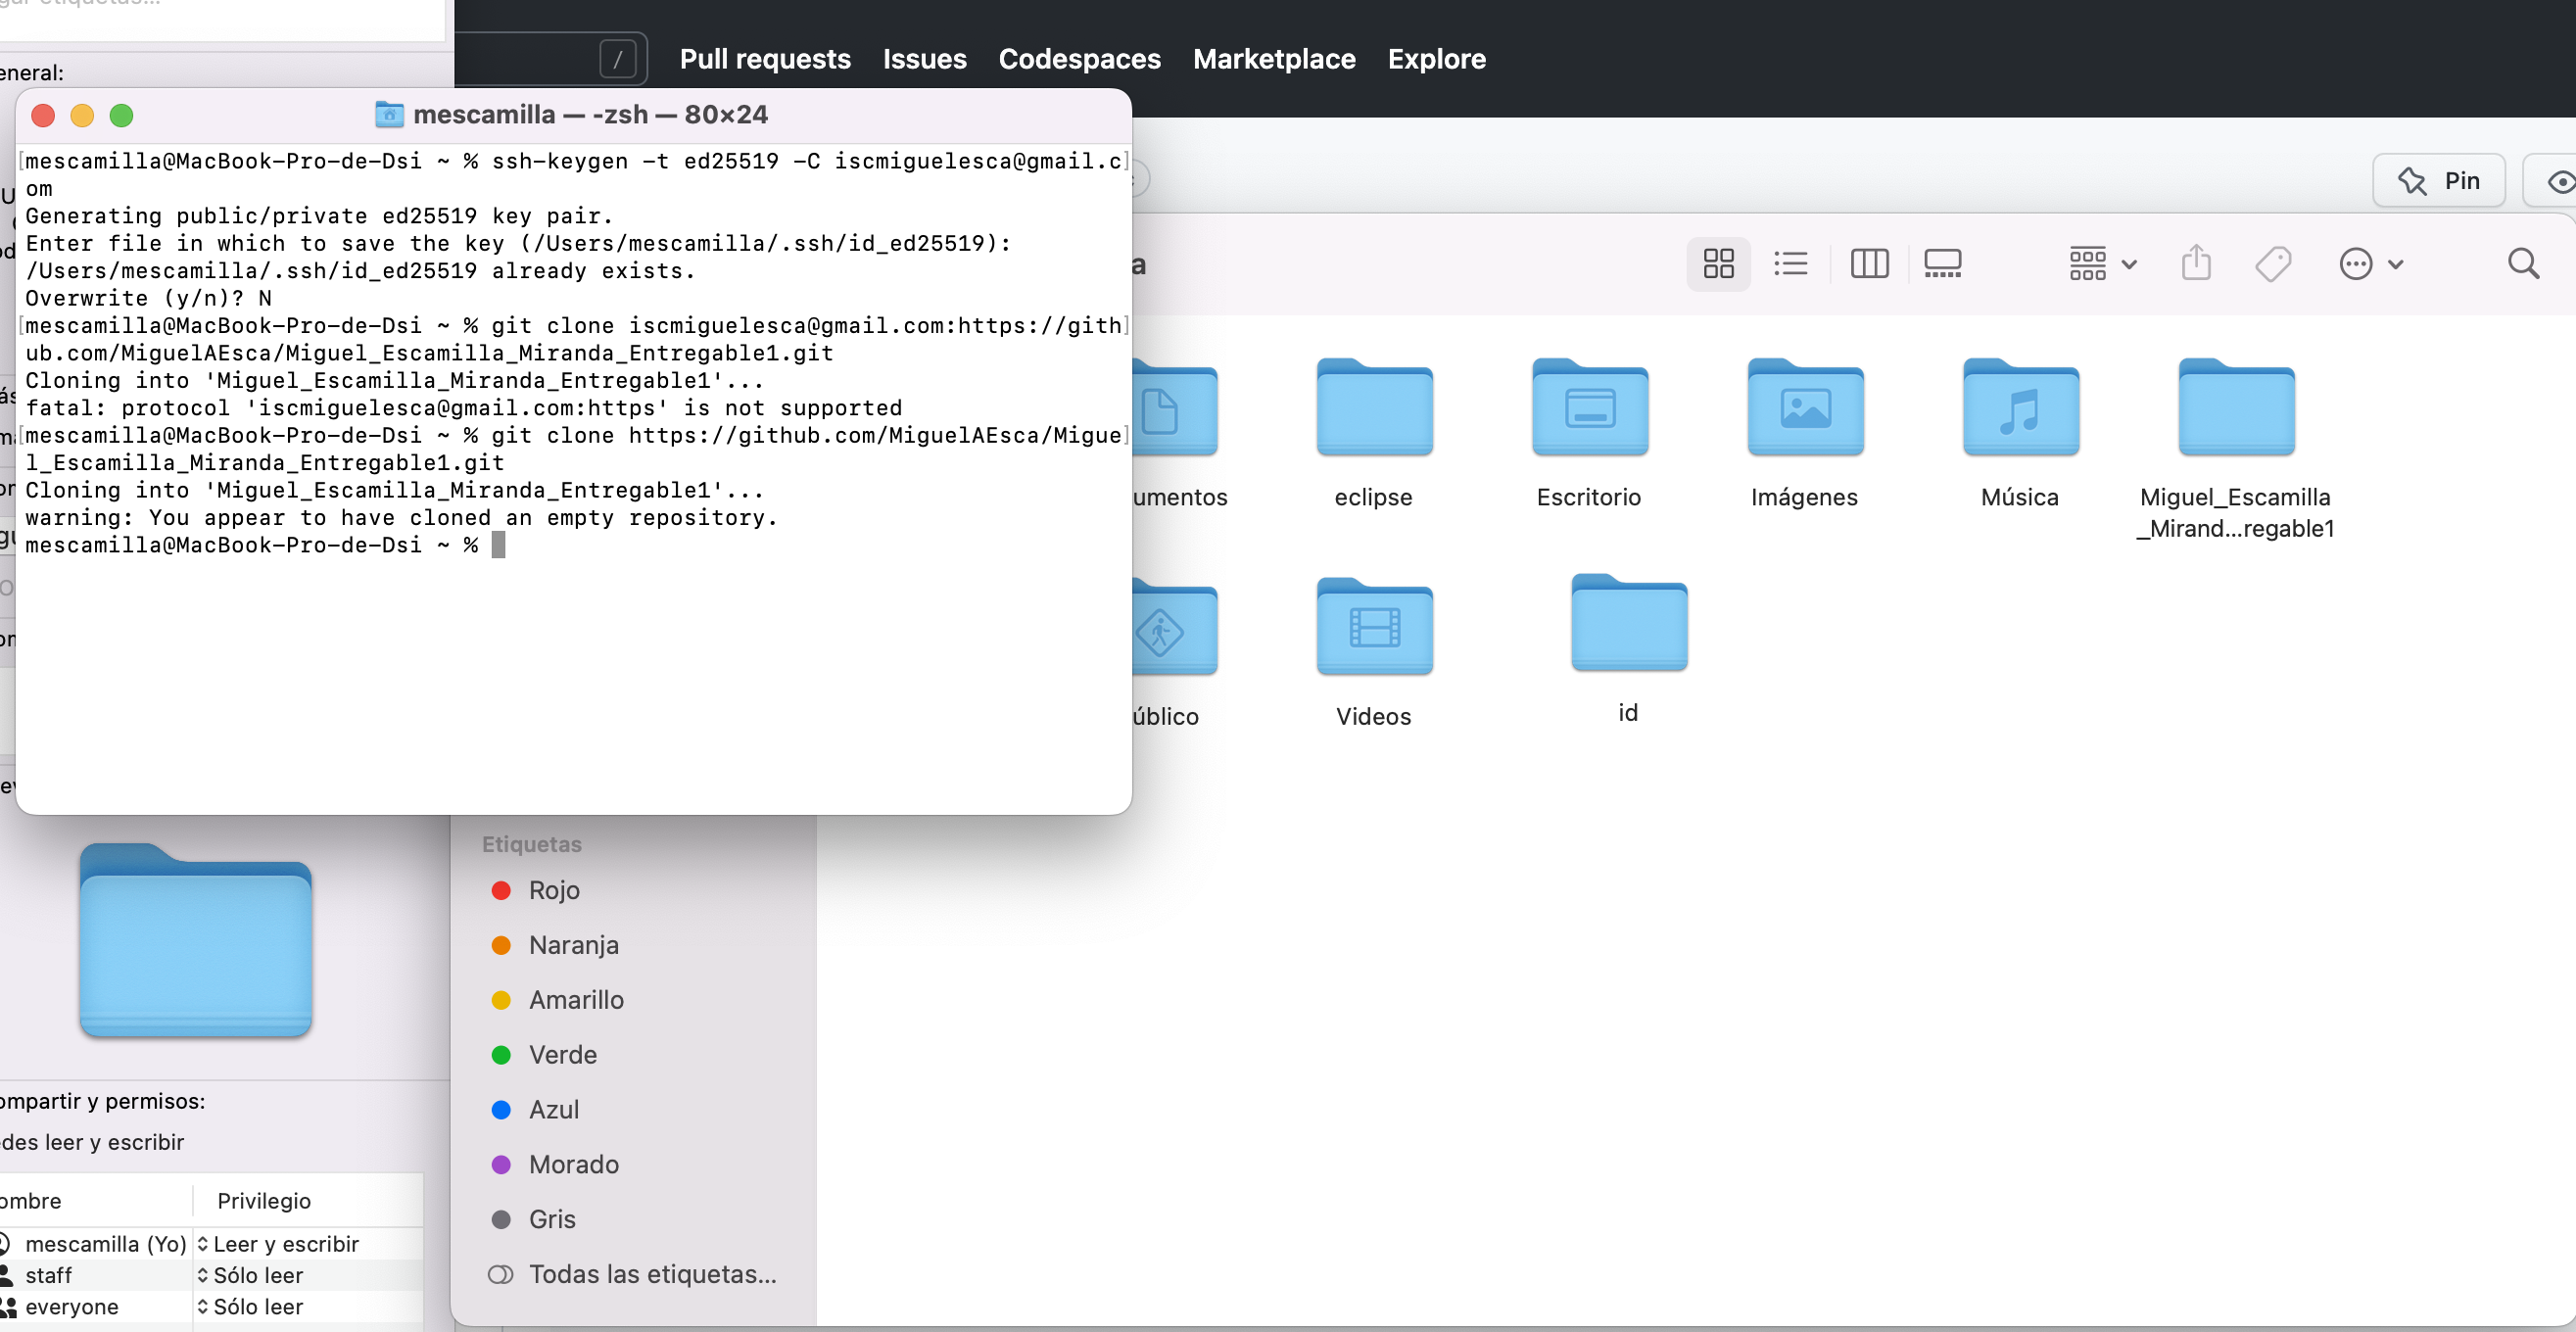 eneral:
/
Pull requests
Issues
Codespaces
Marketplace
Explore
Pin
mescamilla — -zsh — 80×24
mescamilla@MacBook-Pro-de-Dsi ~ % ssh-keygen -t ed25519 -C iscmiguelesca@gmail.c
om
Generating public/private ed25519 key pair.
Enter file in which to save the key (/Users/mescamilla/.ssh/id_ed25519):
/Users/mescamilla/.ssh/id_ed25519 already exists.
Overwrite (y/n)? N
mescamilla@MacBook-Pro-de-Dsi ~ % git clone iscmiguelesca@gmail.com:https://gith
ub.com/MiguelAEsca/Miguel_Escamilla_Miranda_Entregable1.git
Cloning into 'Miguel_Escamilla_Miranda_Entregable1'...
fatal: protocol 'iscmiguelesca@gmail.com:https' is not supported
mescamilla@MacBook-Pro-de-Dsi ~ % git clone https://github.com/MiguelAEsca/Migue
l_Escamilla_Miranda_Entregable1.git
Cloning into 'Miguel_Escamilla_Miranda_Entregable1'...
warning: You appear to have cloned an empty repository.
mescamilla@MacBook-Pro-de-Dsi ~ %
a
umentos
eclipse
Escritorio
Imágenes
Música
Miguel_Escamilla
_Mirand...regable1
úblico
Videos
id
Etiquetas
Rojo
Naranja
Amarillo
Verde
Azul
Morado
Gris
Todas las etiquetas...
ompartir y permisos:
edes leer y escribir
ombre
Privilegio
mescamilla (Yo)
Leer y escribir
staff
Sólo leer
everyone
Sólo leer